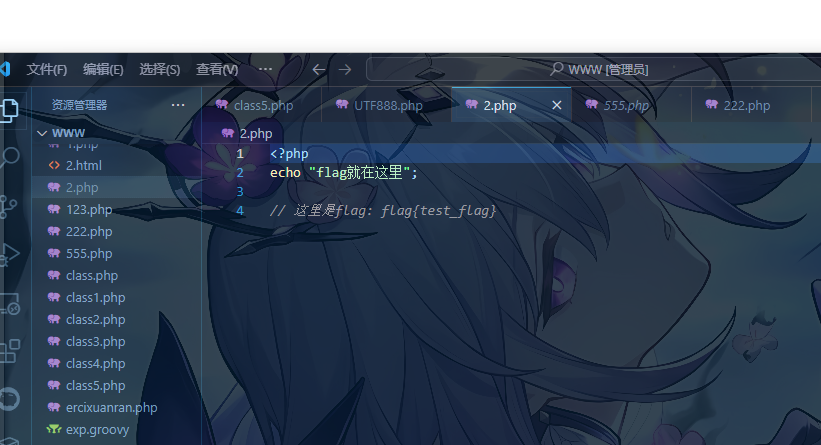 文件(F) 编辑(E) 选择(S) 查看(V) ··· WWW [管理员]
资源管理器 ··· class5.php UTF888.php 2.php 555.php 222.php
WWW 2.php
1.php
2.html
2.php
123.php
222.php
555.php
class.php
class1.php
class2.php
class3.php
class4.php
class5.php
ercixuanran.php
exp.groovy
1 <?php
2 echo "flag就在这里";
3
4 // 这里是flag: flag{test_flag}